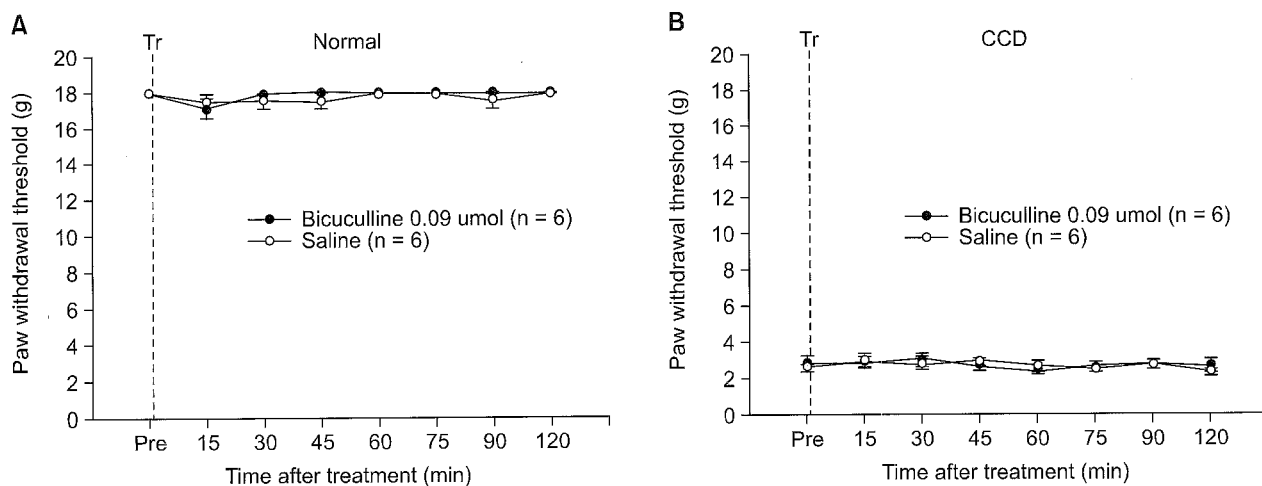 A
Tr
Normal
20
18
16
14
12
10
8
6
4
2
0
Paw withdrawal threshold (g)
Bicuculline 0.09 umol (n = 6)
Saline (n = 6)
Pre 15 30 45 60 75 90 120
Time after treatment (min)
B
Tr
CCD
20
18
16
14
12
10
8
6
4
2
0
Paw withdrawal threshold (g)
Bicuculline 0.09 umol (n = 6)
Saline (n = 6)
Pre 15 30 45 60 75 90 120
Time after treatment (min)